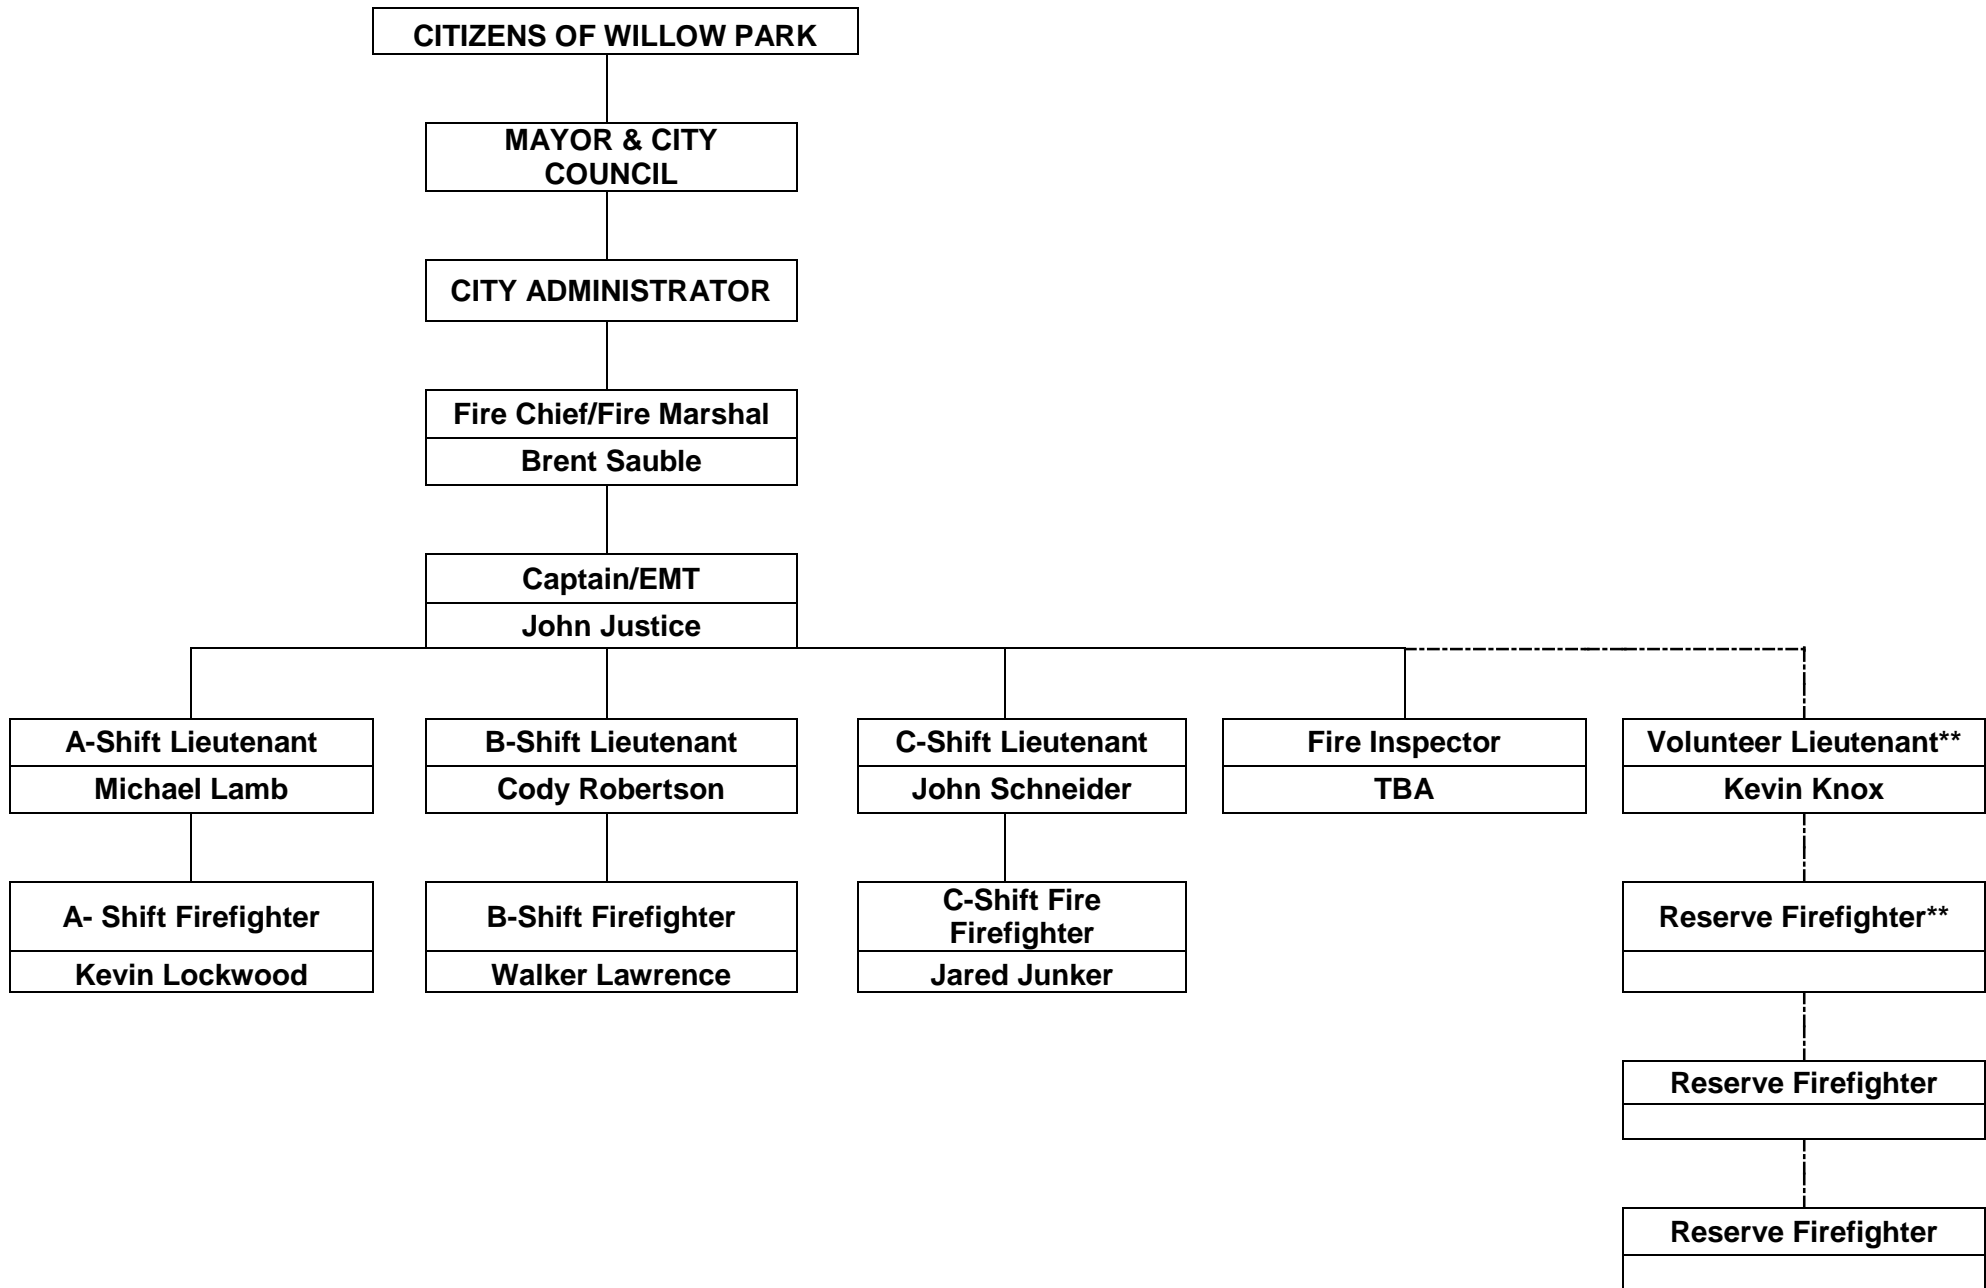 CITIZENS OF WILLOW PARK
MAYOR & CITY
COUNCIL
CITY ADMINISTRATOR
Fire Chief/Fire Marshal
Brent Sauble
Captain/EMT
John Justice
A-Shift Lieutenant
Michael Lamb
B-Shift Lieutenant
Cody Robertson
C-Shift Lieutenant
John Schneider
Fire Inspector
TBA
Volunteer Lieutenant**
Kevin Knox
A- Shift Firefighter
Kevin Lockwood
B-Shift Firefighter
Walker Lawrence
C-Shift Fire
Firefighter
Jared Junker
Reserve Firefighter**
Reserve Firefighter
Reserve Firefighter